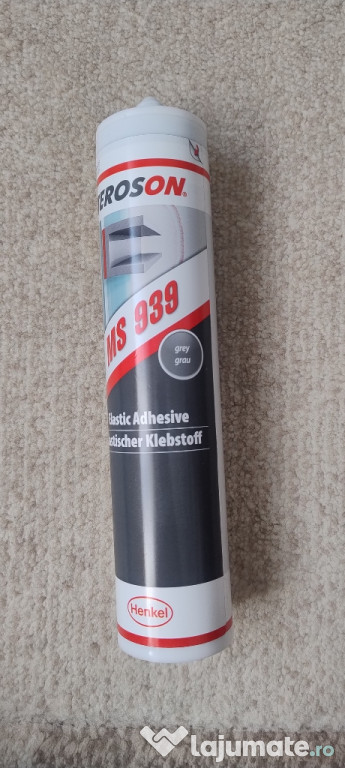 EROSON®
MS 939
grey
grau
Elastic Adhesive
astischer Klebstoff
Henkel
lajumate.ro